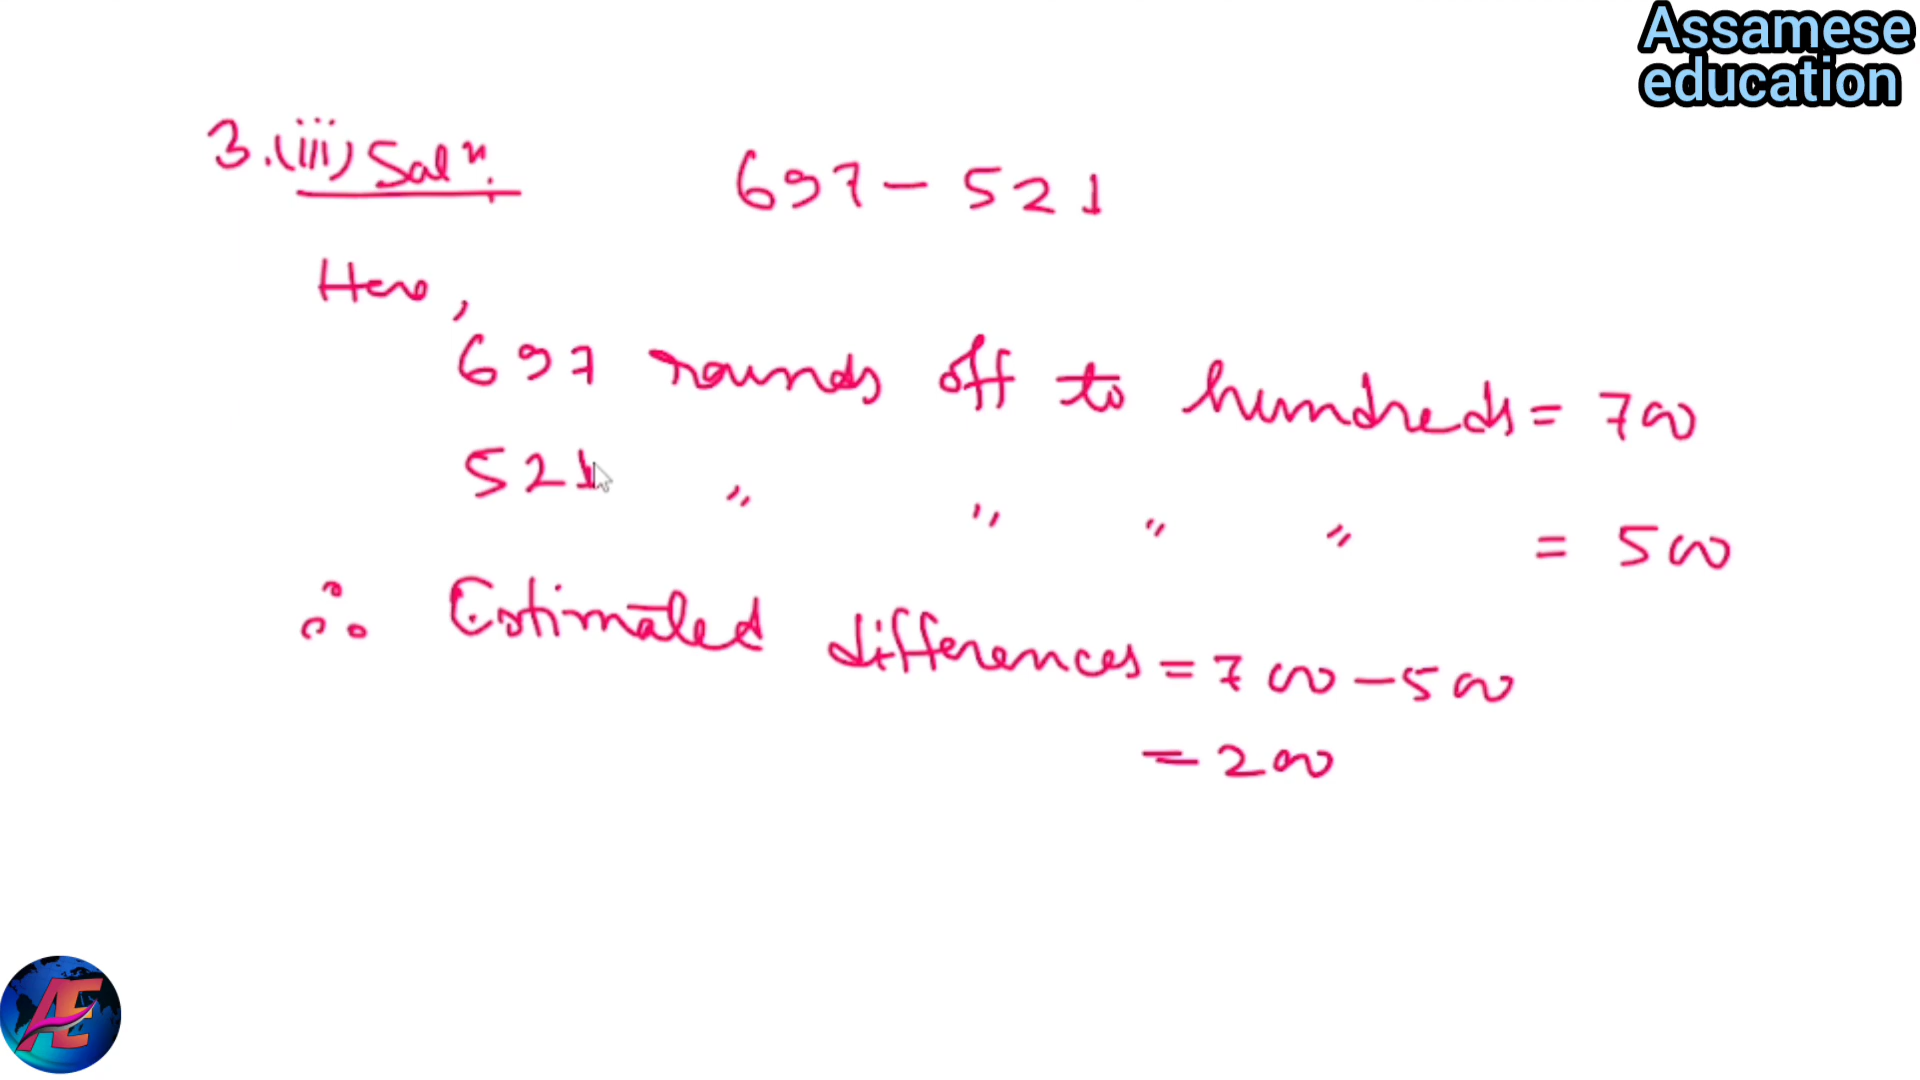 Assamese
education
3.(iii) Solⁿ. 697 - 521
Here,
697 rounds off to hundreds = 700
521 " " " " = 500
∴ Estimated differences = 700 - 500
= 200
AE